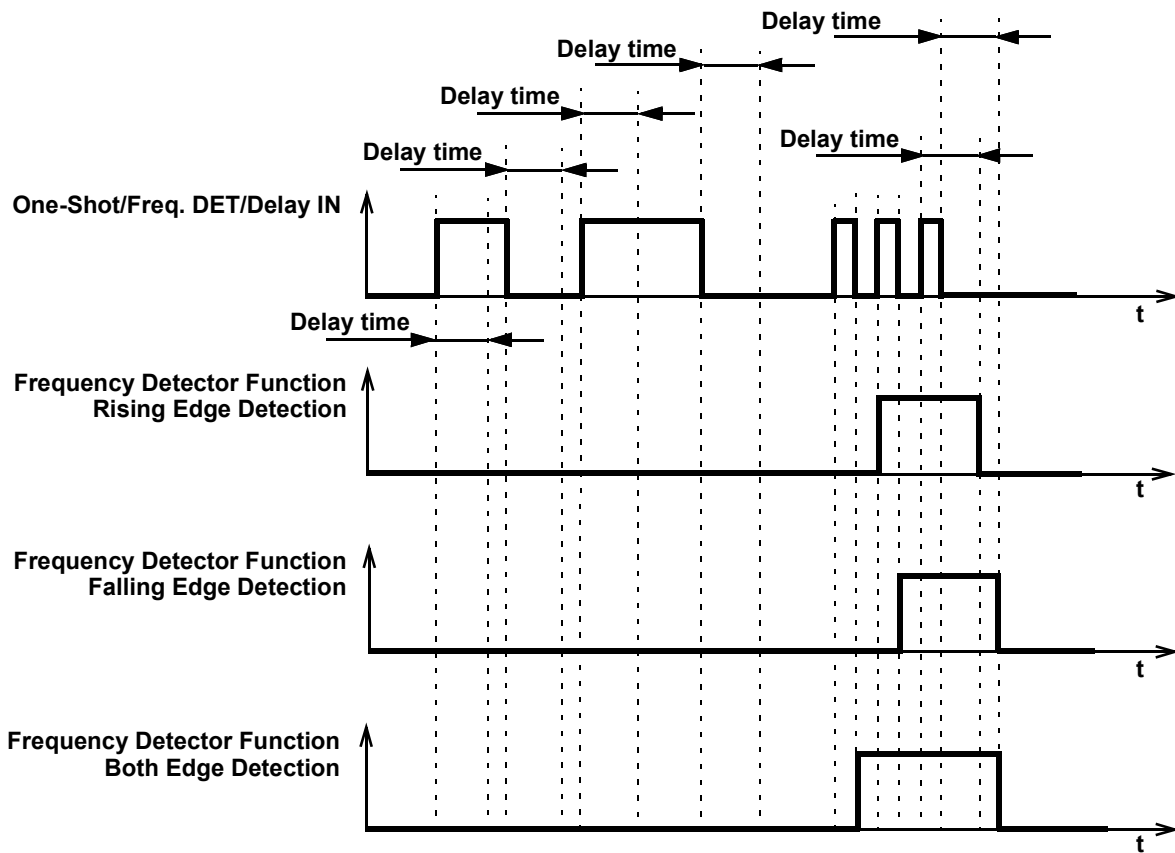 Delay time
Delay time
Delay time
Delay time
Delay time
One-Shot/Freq. DET/Delay IN
t
Delay time
Frequency Detector Function
Rising Edge Detection
t
Frequency Detector Function
Falling Edge Detection
t
Frequency Detector Function
Both Edge Detection
t